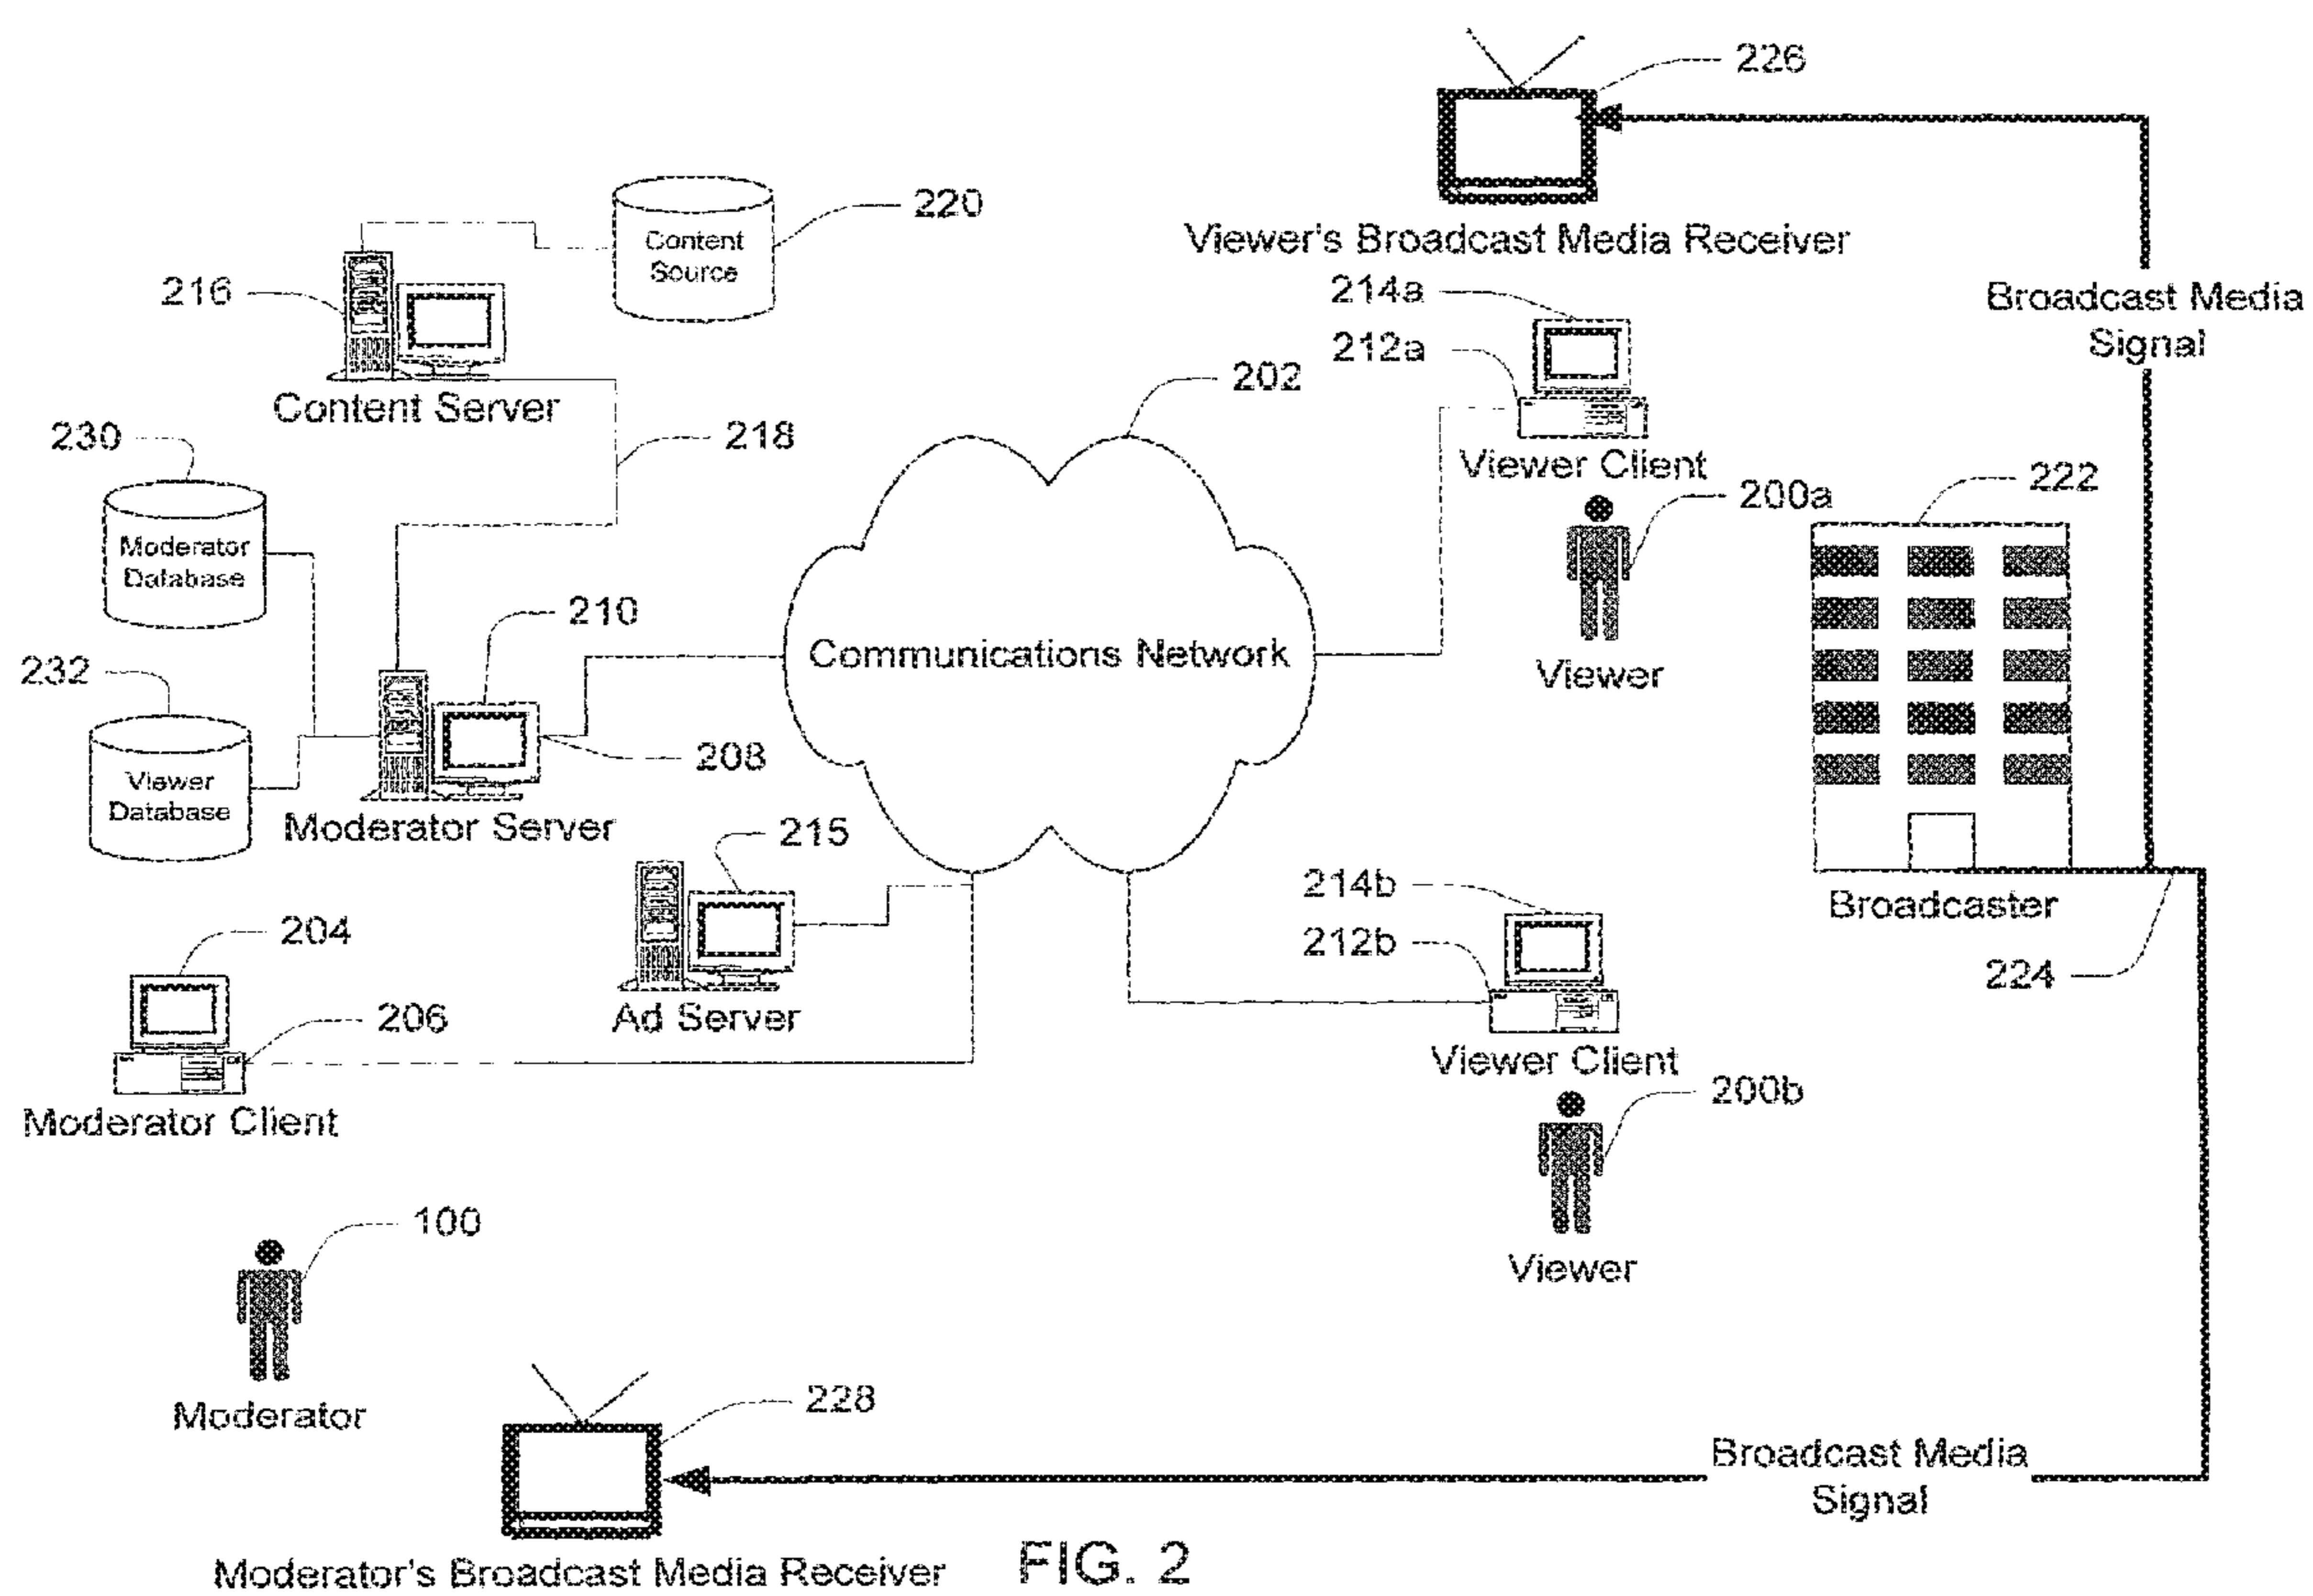 226
220
Content
Source
Viewer's Broadcast Media Receiver
216
214a
Broadcast Media
Signal
212a
202
Content Server
230
218
Viewer Client
200a
222
Moderator
Database
210
Communications Network
232
Viewer
208
Viewer
Database
Moderator Server
215
214b
Broadcaster
204
212b
224
206
Ad Server
Viewer Client
200b
Moderator Client
100
Viewer
228
Moderator
Broadcast Media
Signal
Moderator's Broadcast Media Receiver
FIG. 2